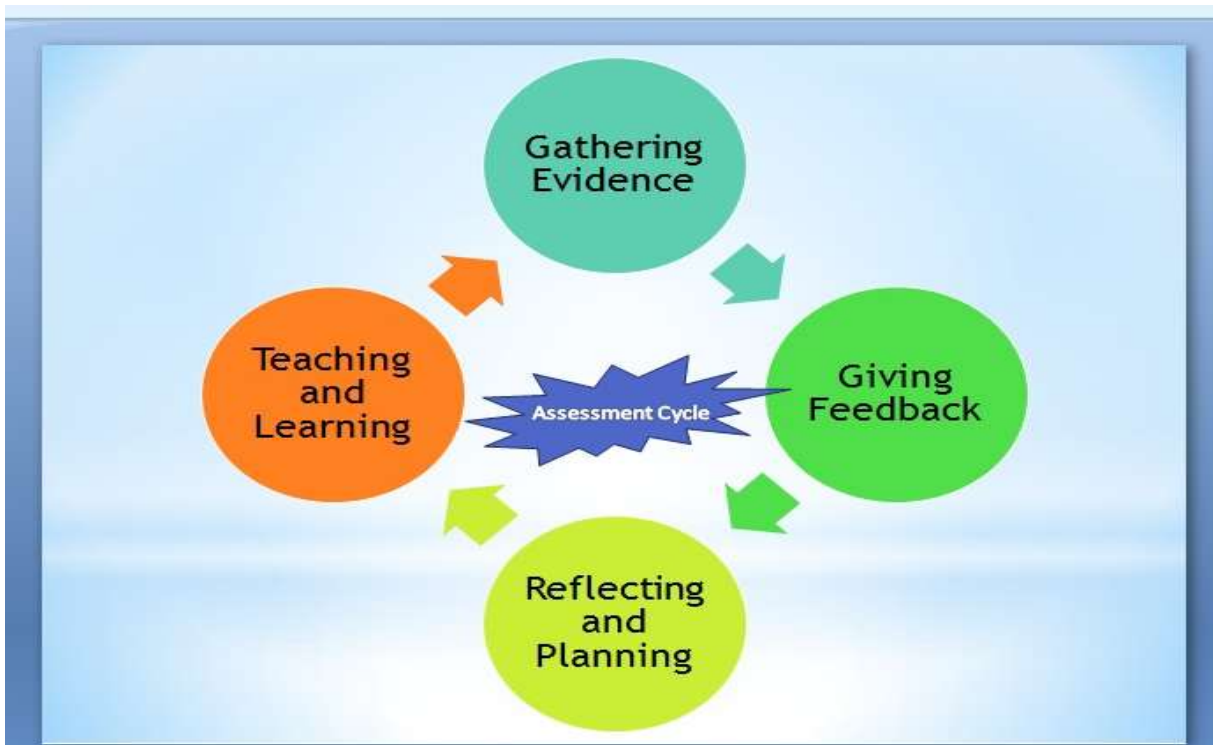 Gathering
Evidence
Giving
Feedback
Teaching
and
Learning
Assessment Cycle
Reflecting
and
Planning